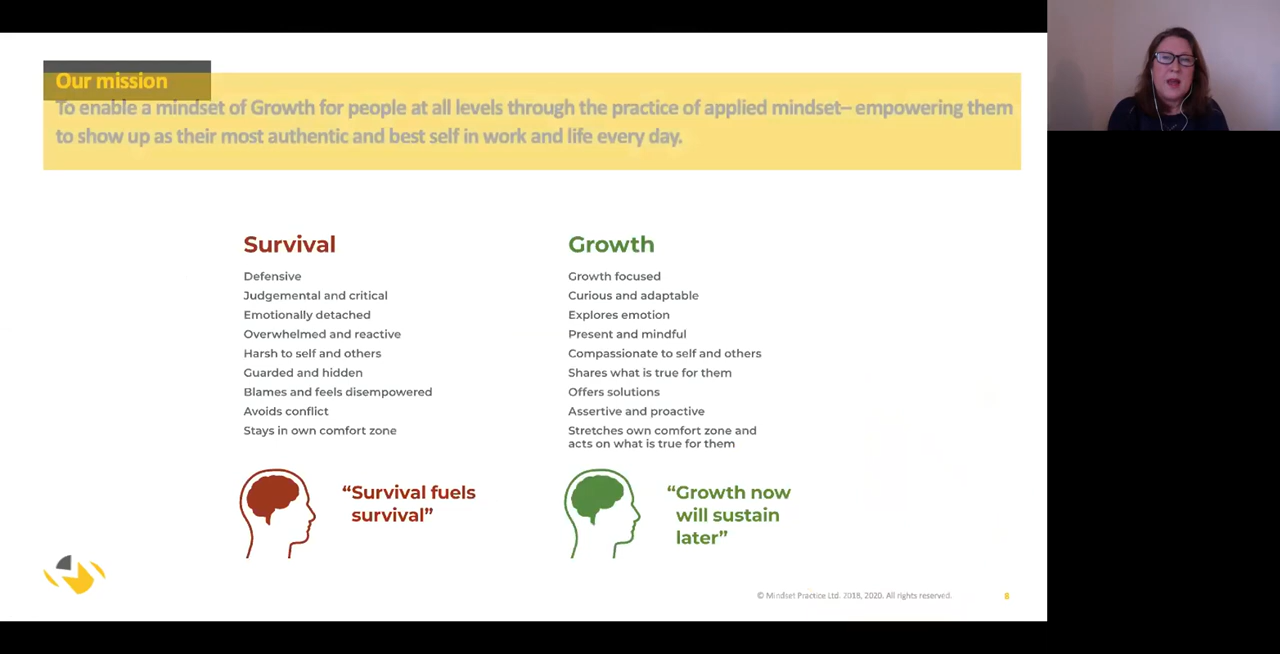 Our mission
To enable a mindset of Growth for people at all levels through the practice of applied mindset– empowering them
to show up as their most authentic and best self in work and life every day.
Survival
Defensive
Judgemental and critical
Emotionally detached
Overwhelmed and reactive
Harsh to self and others
Guarded and hidden
Blames and feels disempowered
Avoids conflict
Stays in own comfort zone
“Survival fuels
survival”
Growth
Growth focused
Curious and adaptable
Explores emotion
Present and mindful
Compassionate to self and others
Shares what is true for them
Offers solutions
Assertive and proactive
Stretches own comfort zone and
acts on what is true for them
“Growth now
will sustain
later”
© Mindset Practice Ltd. 2018, 2020. All rights reserved.
8